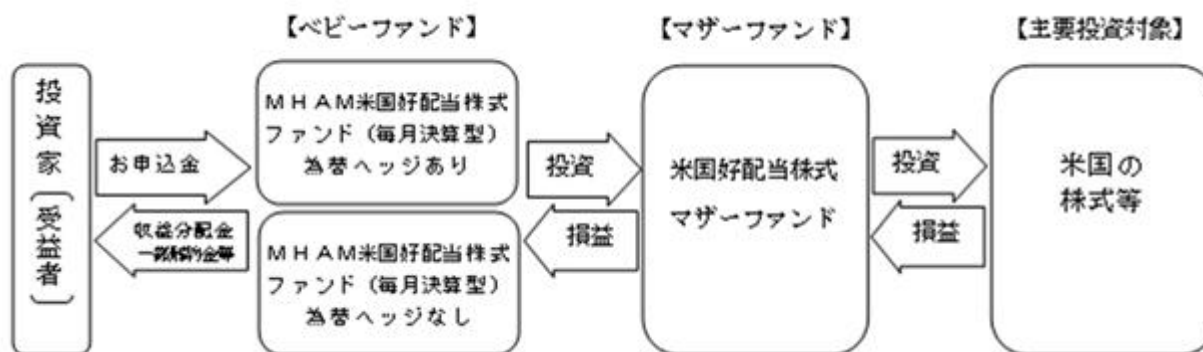 【ベビーファンド】
【マザーファンド】
【主要投資対象】
投資家（受益者）
お申込金
収益分配金
一部解約金等
ＭＨＡＭ米国好配当株式
ファンド（毎月決算型）
為替ヘッジあり
ＭＨＡＭ米国好配当株式
ファンド（毎月決算型）
為替ヘッジなし
投資
損益
米国好配当株式
マザーファンド
投資
損益
米国の
株式等